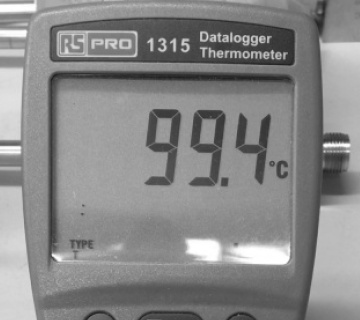 RS PRO 1315 Datalogger
Thermometer
99.4 °C
TYPE
T